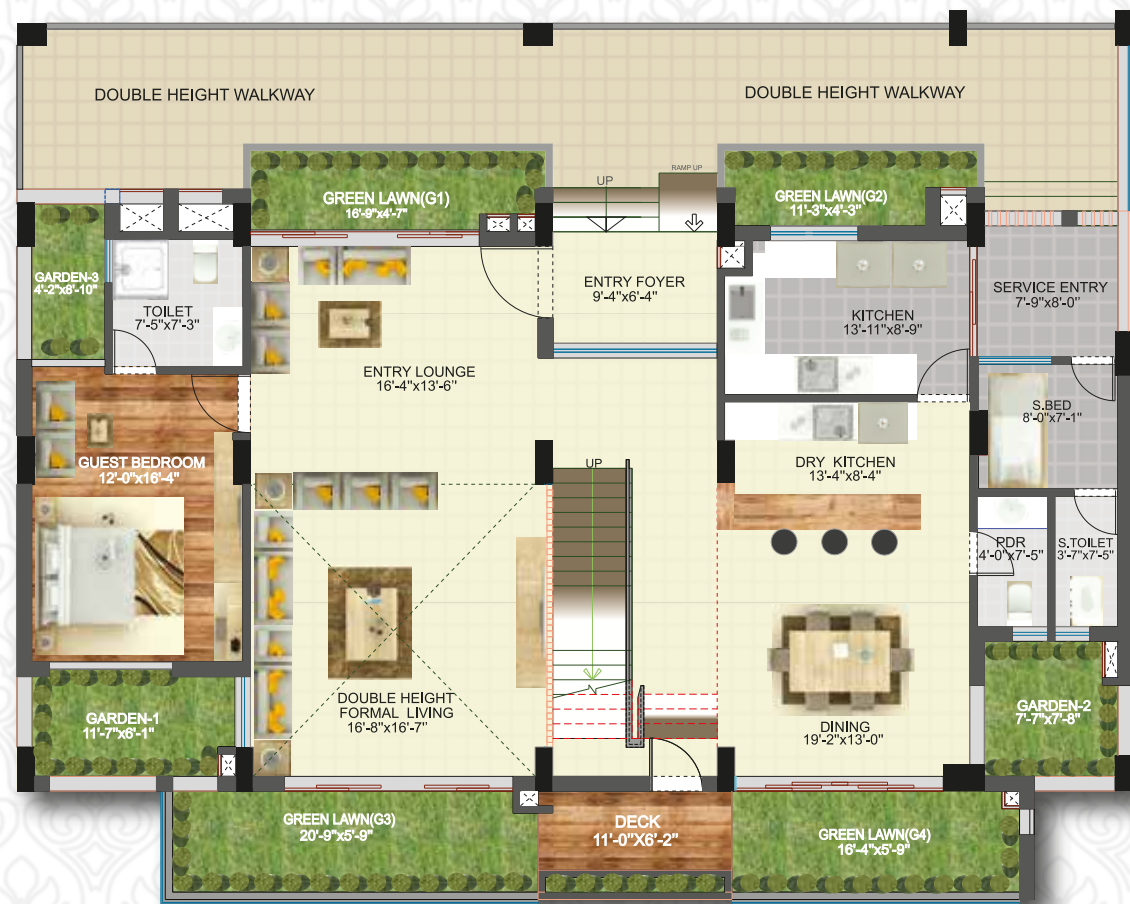 DOUBLE HEIGHT WALKWAY
DOUBLE HEIGHT WALKWAY
RAMP UP
UP
GREEN LAWN(G1)
16'-9"x4'-7"
GREEN LAWN(G2)
11'-3"x4'-3"
GARDEN-3
4'-2"x8'-10"
TOILET
7'-5"x7'-3"
ENTRY FOYER
9'-4"x6'-4"
KITCHEN
13'-11"x8'-9"
SERVICE ENTRY
7'-9"x8'-0"
ENTRY LOUNGE
16'-4"x13'-6"
S.BED
8'-0"x7'-1"
GUEST BEDROOM
12'-0"x16'-4"
UP
DRY KITCHEN
13'-4"x8'-4"
PDR
4'-0"x7'-5"
S.TOILET
3'-7"x7'-5"
DOUBLE HEIGHT
FORMAL LIVING
16'-8"x16'-7"
GARDEN-1
11'-7"x6'-1"
DINING
19'-2"x13'-0"
GARDEN-2
7'-7"x7'-8"
GREEN LAWN(G3)
20'-9"x5'-9"
DECK
11'-0"X6'-2"
GREEN LAWN(G4)
16'-4"x5'-9"